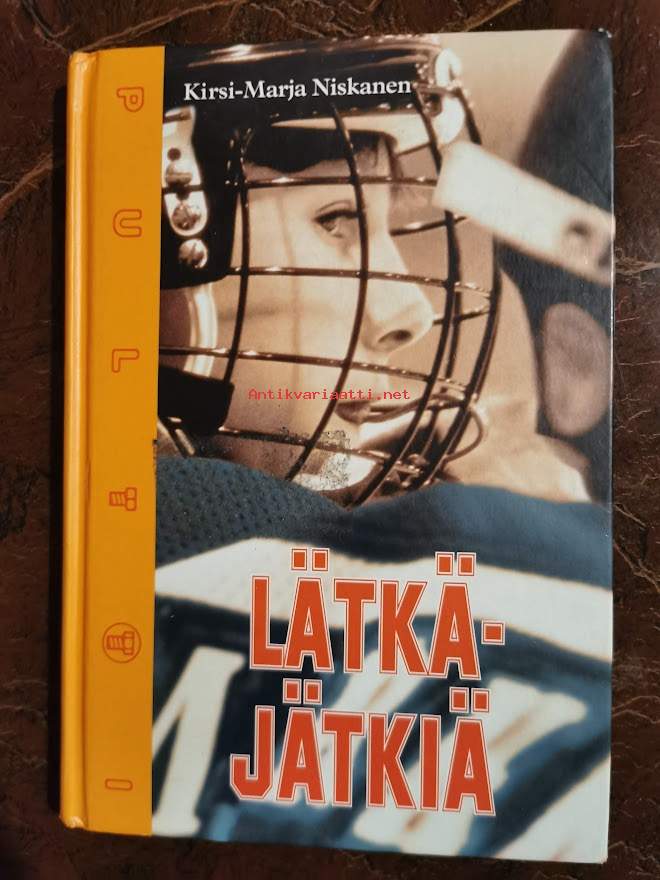 Kirsi-Marja Niskanen
PULTTI
Antikvariaatti.net
LÄTKÄ-
JÄTKIÄ